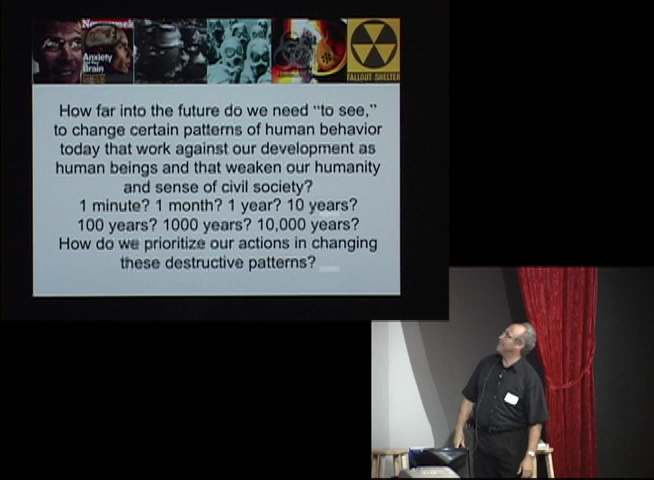 Newsweek
Anxiety
Brain
FALLOUT SHELTER
How far into the future do we need “to see,”
to change certain patterns of human behavior
today that work against our development as
human beings and that weaken our humanity
and sense of civil society?
1 minute? 1 month? 1 year? 10 years?
100 years? 1000 years? 10,000 years?
How do we prioritize our actions in changing
these destructive patterns?